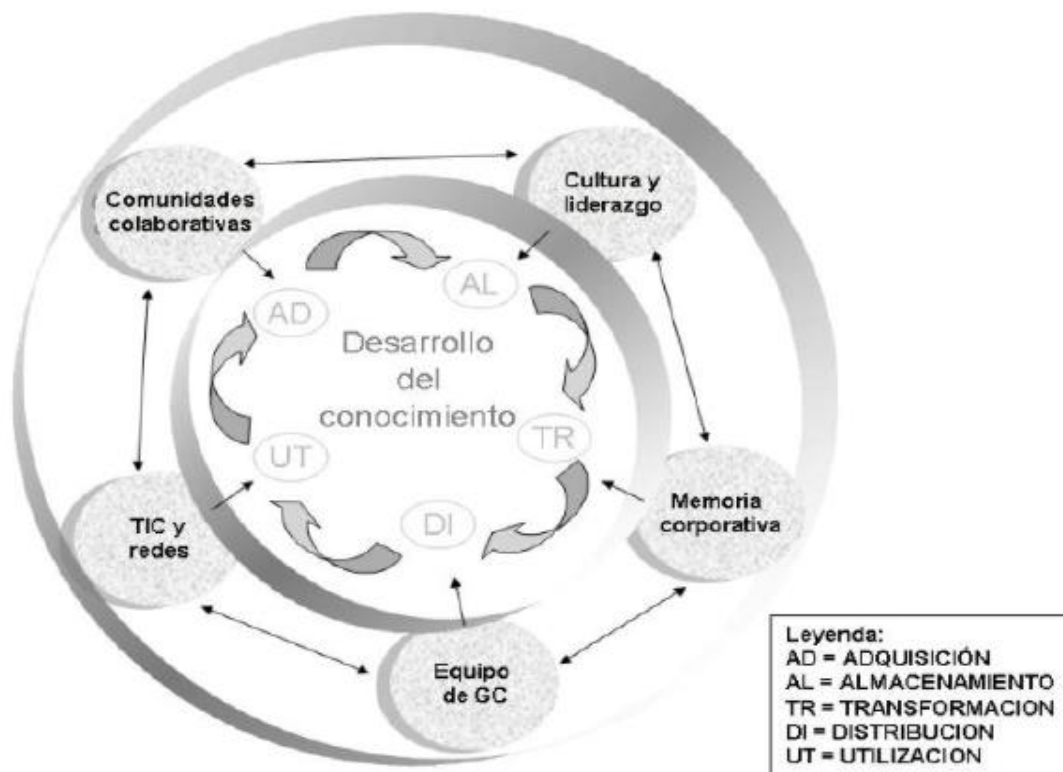 Comunidades
colaborativas
Cultura y
liderazgo
AD
AL
Desarrollo
del
conocimiento
TR
UT
DI
Memoria
corporativa
TIC y
redes
Equipo
de GC
Leyenda:
AD = ADQUISICIÓN
AL = ALMACENAMIENTO
TR = TRANSFORMACION
DI = DISTRIBUCION
UT = UTILIZACION